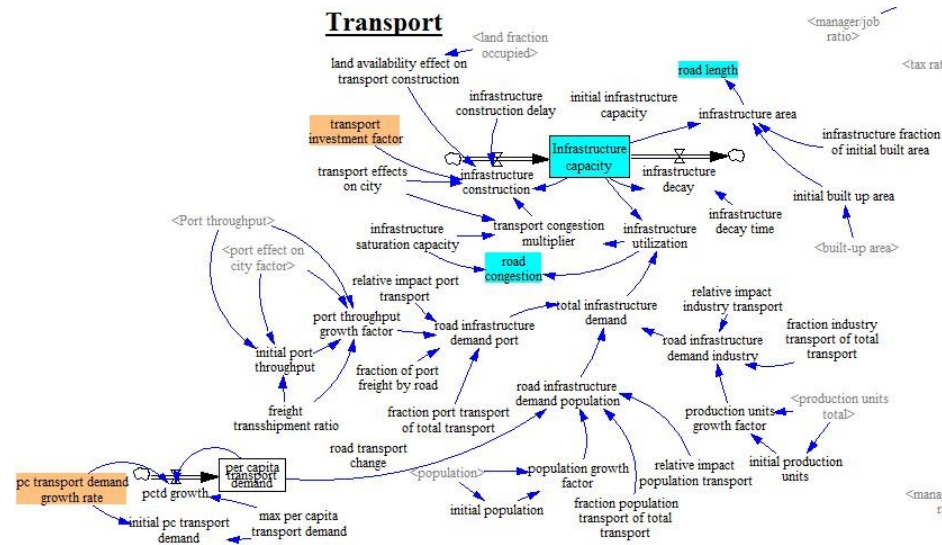 Transport
<manager/job
ratio>
<land fraction
occupied>
<tax rat
land availability effect on
transport construction
road length
infrastructure
construction delay
initial infrastructure
capacity
infrastructure area
transport
investment factor
infrastructure fraction
of initial built area
Infrastructure
capacity
transport effects
on city
infrastructure
construction
infrastructure
decay
initial built up area
<Port throughput>
infrastructure
saturation capacity
transport congestion
multiplier
infrastructure
utilization
infrastructure
decay time
<port effect on
city factor>
<built-up area>
road
congestion
relative impact port
transport
relative impact
industry transport
port throughput
growth factor
total infrastructure
demand
road infrastructure
demand port
road infrastructure
demand industry
fraction industry
transport of total
transport
initial port
throughput
fraction of port
freight by road
road infrastructure
demand population
<production units
total>
freight
transshipment ratio
fraction port transport
of total transport
production units
growth factor
road transport
change
per capita
transport
demand
<population>
population growth
factor
relative impact
population transport
initial production
units
pc transport demand
growth rate
pctd growth
initial population
fraction population
transport of total
transport
<manag
ra
initial pc transport
demand
max per capita
transport demand